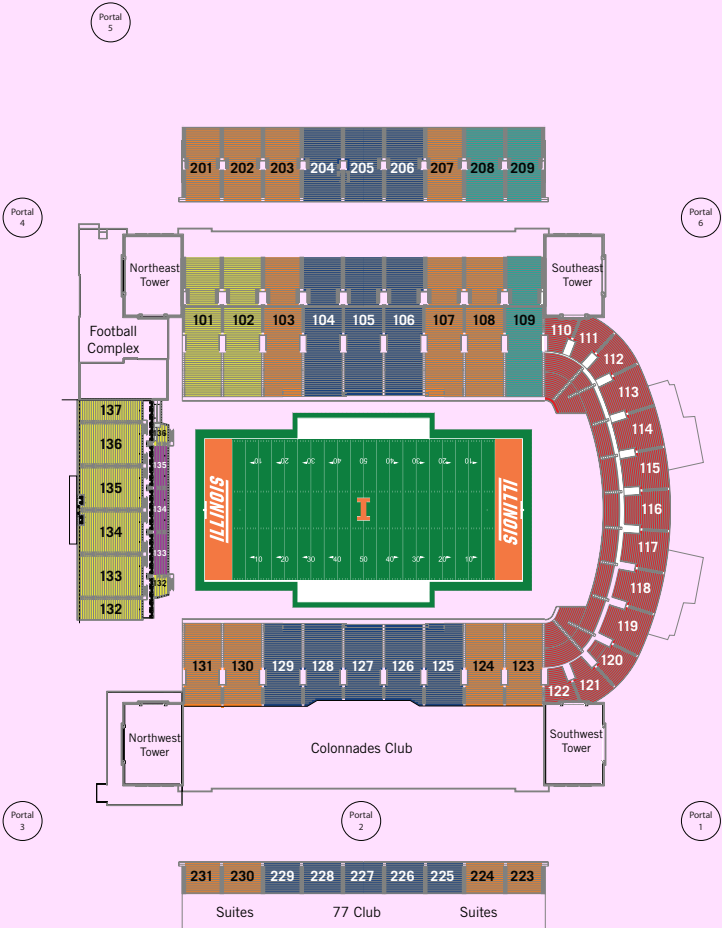 Portal
5
201 202 203 204 205 206 207 208 209
Portal
4
Portal
6
Northeast
Tower
Southeast
Tower
Football
Complex
101 102 103 104 105 106 107 108 109
110
111
112
113
114
115
116
117
118
119
120
121
122
137
136
135
134
133
132
136
135
134
133
132
10 20 30 40 50 40 30 20 10
ILLINOIS
I
ILLINOIS
10 20 30 40 50 40 30 20 10
131 130 129 128 127 126 125 124 123
Northwest
Tower
Colonnades Club
Southwest
Tower
Portal
3
Portal
2
Portal
1
231 230 229 228 227 226 225 224 223
Suites 77 Club Suites